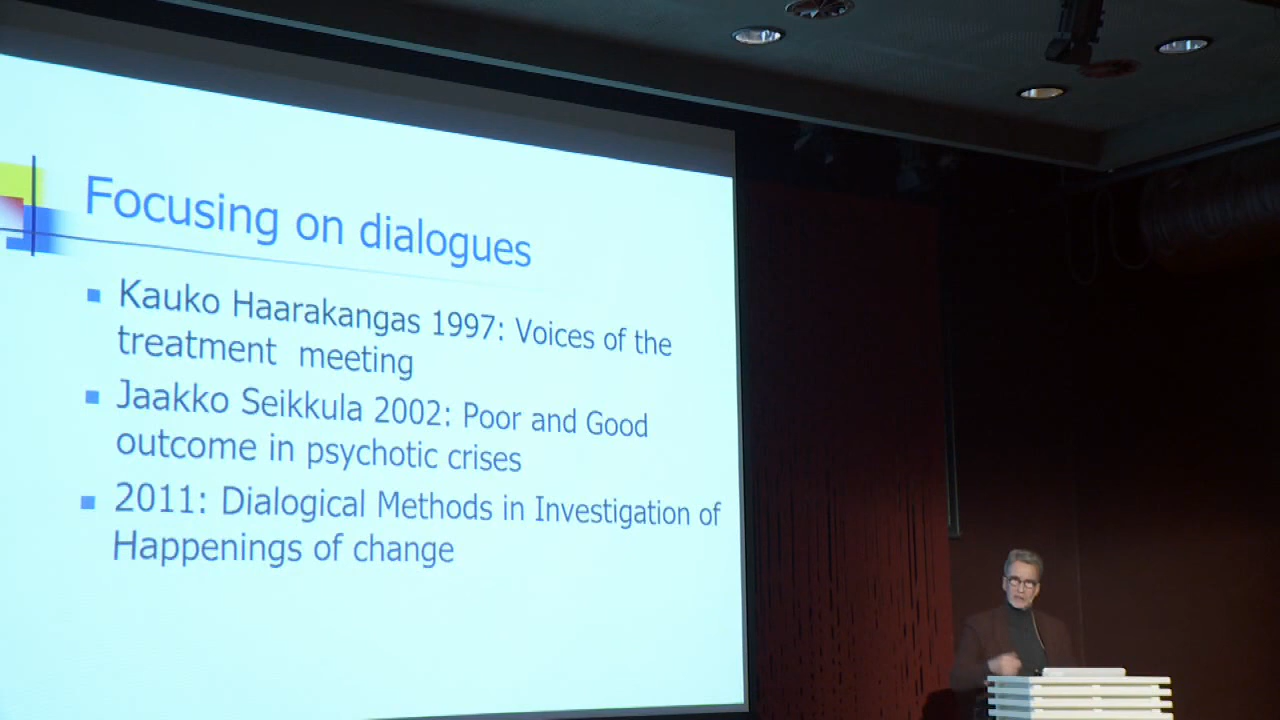 Focusing on dialogues
Kauko Haarakangas 1997: Voices of the
treatment meeting
Jaakko Seikkula 2002: Poor and Good
outcome in psychotic crises
2011: Dialogical Methods in Investigation of
Happenings of change